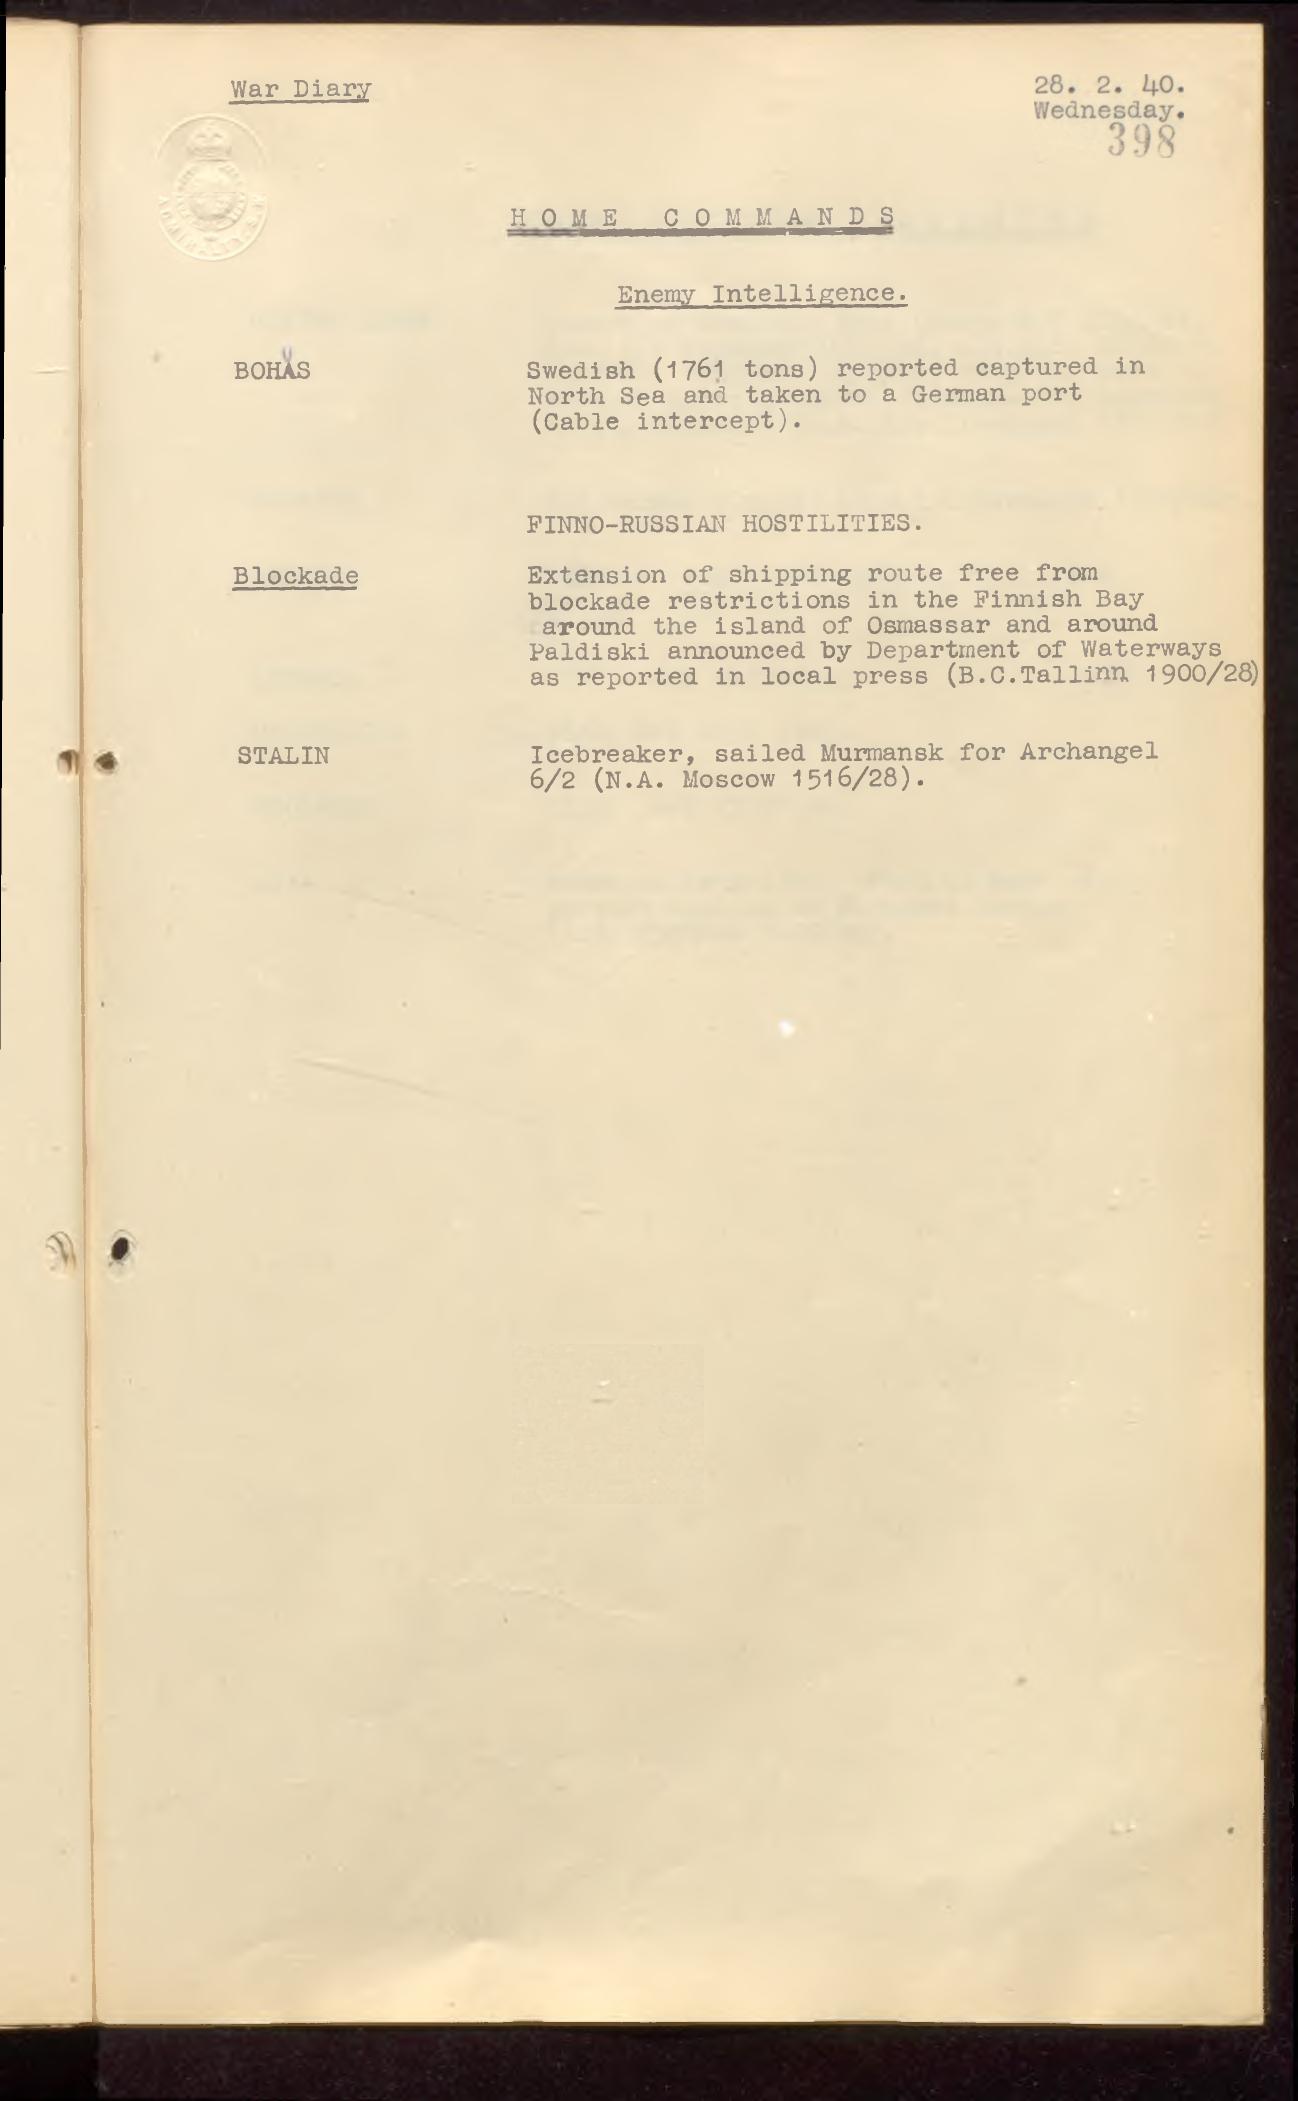 War Diary
28. 2. 40.
Wednesday.
398
HOME COMMANDS
Enemy Intelligence.
BOHUS Swedish (1761 tons) reported captured in
North Sea and taken to a German port
(Cable intercept).
FINNO-RUSSIAN HOSTILITIES.
Blockade Extension of shipping route free from
blockade restrictions in the Finnish Bay
around the island of Osmassar and around
Paldiski announced by Department of Waterways
as reported in local press (B.C.Tallinn 1900/28)
STALIN Icebreaker, sailed Murmansk for Archangel
6/2 (N.A. Moscow 1516/28).